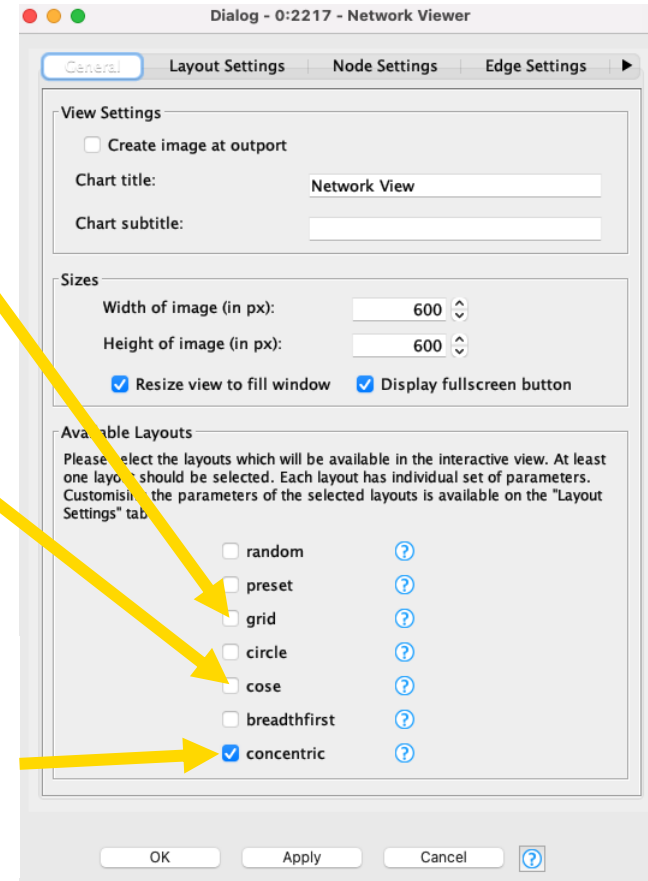 Dialog - 0:2217 - Network Viewer
General Layout Settings Node Settings Edge Settings
View Settings
Create image at outport
Chart title: Network View
Chart subtitle:
Sizes
Width of image (in px): 600
Height of image (in px): 600
Resize view to fill window Display fullscreen button
Available Layouts
Please select the layouts which will be available in the interactive view. At least
one layout should be selected. Each layout has individual set of parameters.
Customising the parameters of the selected layouts is available on the "Layout
Settings" tab
random ?
preset ?
grid ?
circle ?
cose ?
breadthfirst ?
concentric ?
OK Apply Cancel ?